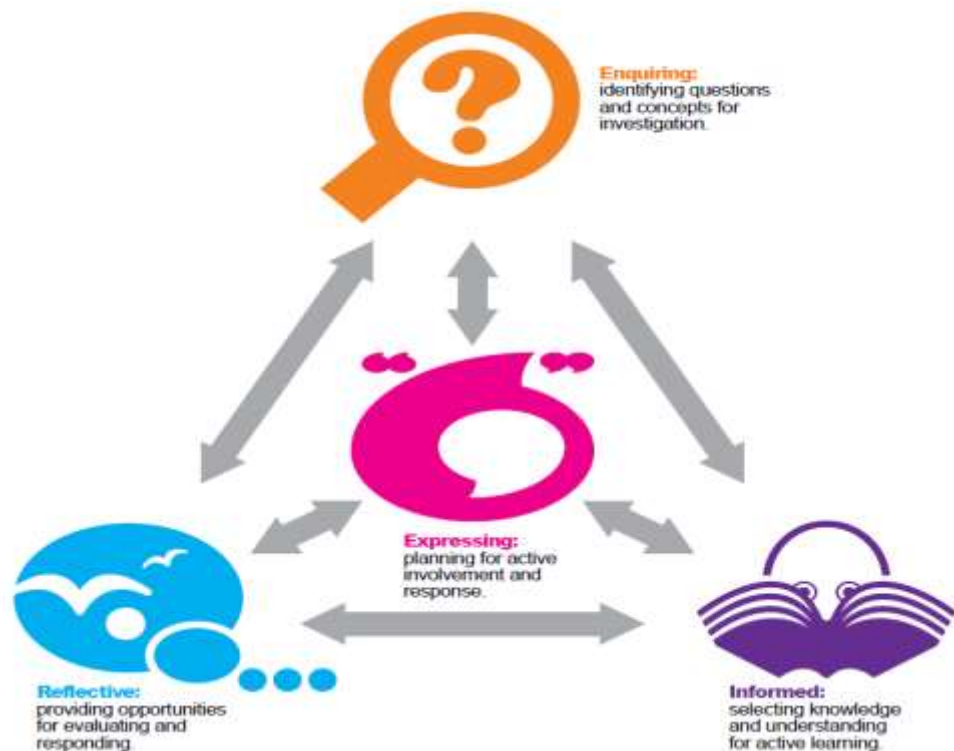 ?
Enquiring:
identifying questions
and concepts for
investigation.
“ ”
Expressing:
planning for active
involvement and
response.
Reflective:
providing opportunities
for evaluating and
responding.
Informed:
selecting knowledge
and understanding
for active learning.